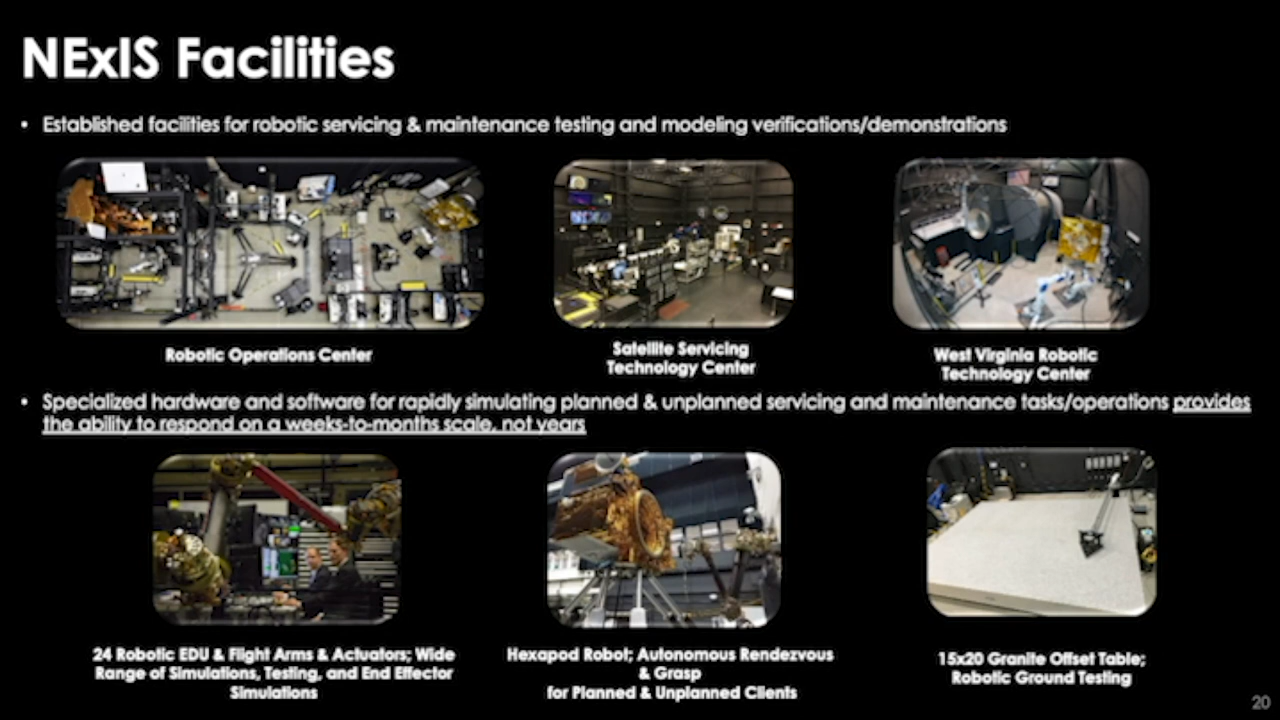 NExIS Facilities
• Established facilities for robotic servicing & maintenance testing and modeling verifications/demonstrations
Robotic Operations Center
Satellite Servicing
Technology Center
West Virginia Robotic
Technology Center
• Specialized hardware and software for rapidly simulating planned & unplanned servicing and maintenance tasks/operations provides
the ability to respond on a weeks-to-months scale, not years
24 Robotic EDU & Flight Arms & Actuators; Wide
Range of Simulations, Testing, and End Effector
Simulations
Hexapod Robot; Autonomous Rendezvous
& Grasp
for Planned & Unplanned Clients
15x20 Granite Offset Table;
Robotic Ground Testing
20